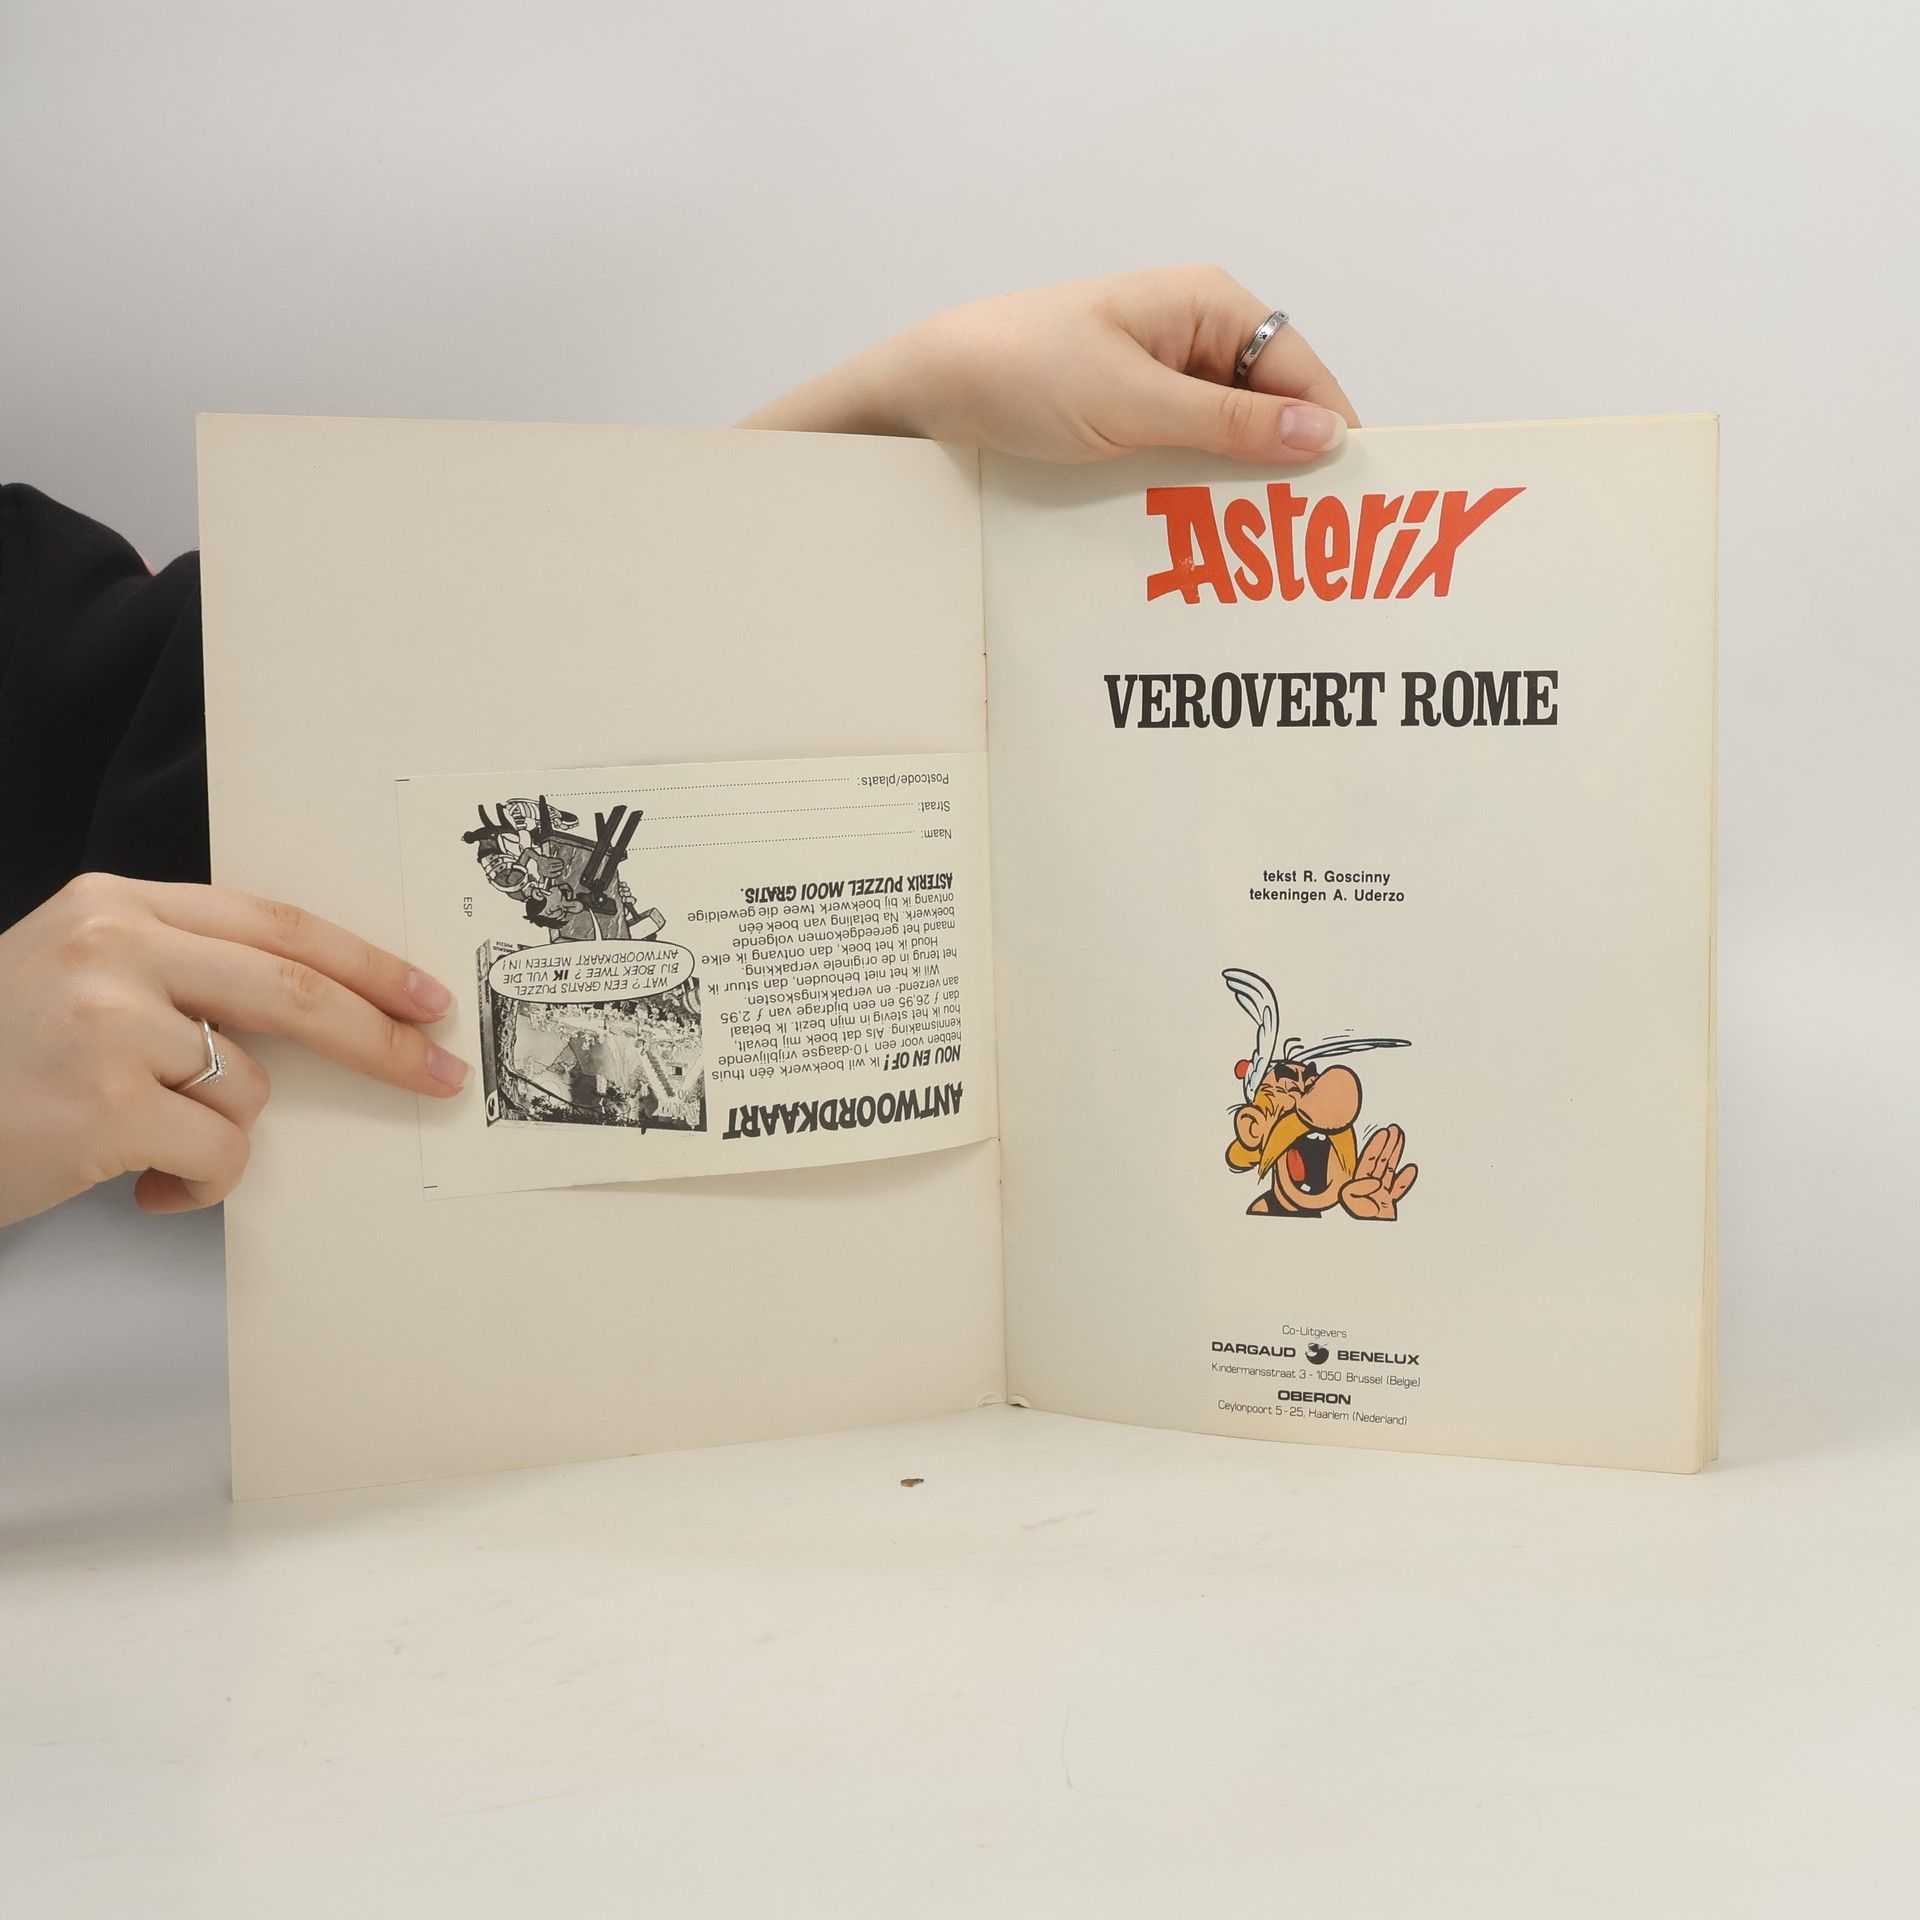 Asterix
VEROVERT ROME
tekst R. Goscinny
tekeningen A. Uderzo
Co-Uitgevers
DARGAUD BENELUX
Kindermansstraat 3 - 1050 Brussel (Belgie)
OBERON
Ceylonpoort 5-25, Haarlem (Nederland)
ANTWOORDKAART
NOU EN OF! Ik wil boekwerk één thuis
hebben voor een 10-daagse vrijblijvende
kennismaking. Als dat boek mij bevalt,
hou ik het stevig in mijn bezit. Ik betaal
dan ƒ 26,95 en een bijdrage van ƒ 2,95
aan verzend- en verpakkingskosten.
Wil ik het niet behouden, dan stuur ik
het terug in de originele verpakking.
Houd ik het boek, dan ontvang ik elke
maand het gereedgekomen volgende
boekwerk. Na betaling van boek één
ontvang ik bij boekwerk twee die geweldige
ASTERIX PUZZEL MOOI GRATIS.
Naam:
Straat:
Postcode/plaats:
WAT? EEN GRATIS PUZZEL
BIJ BOEK TWEE? IK VUL DIE
ANTWOORDKAART METEEN IN!
ESP